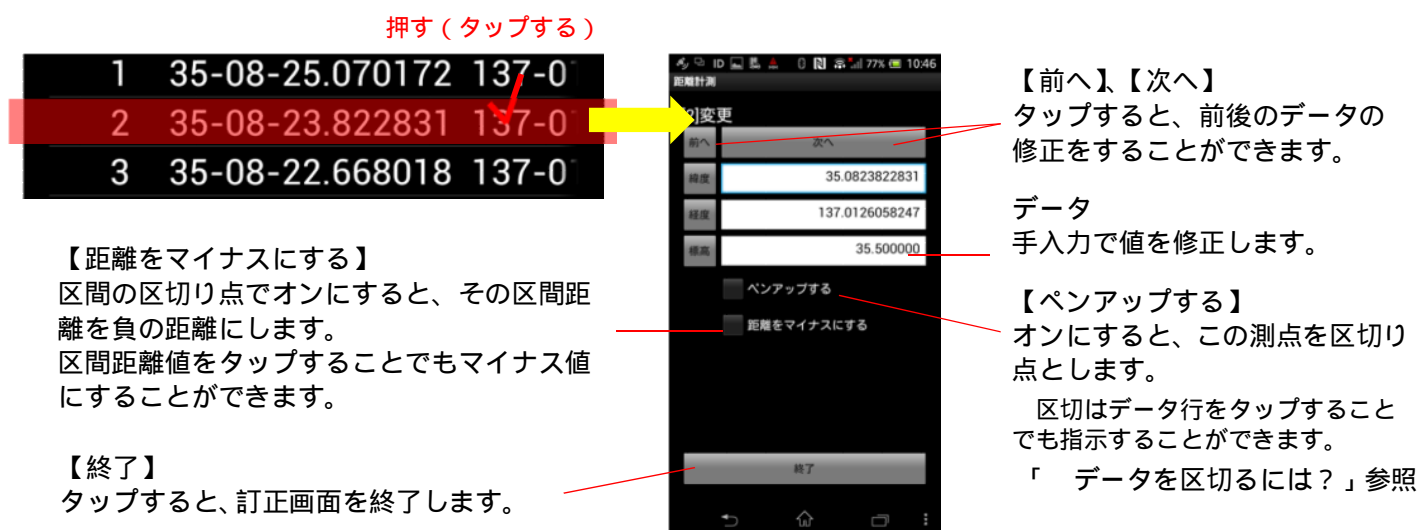 押す（タップする）
1 35-08-25.070172 137-0
2 35-08-23.822831 137-0
3 35-08-22.668018 137-0
【距離をマイナスにする】
区間の区切り点でオンにすると、その区間距
離を負の距離にします。
区間距離値をタップすることでもマイナス値
にすることができます。
【終了】
タップすると、訂正画面を終了します。
ID 77% 10:46
距離計測
]変更
前へ 次へ
緯度 35.0823822831
経度 137.0126058247
標高 35.500000
ペンアップする
距離をマイナスにする
終了
【前へ】、【次へ】
タップすると、前後のデータの
修正をすることができます。
データ
手入力で値を修正します。
【ペンアップする】
オンにすると、この測点を区切り
点とします。
区切はデータ行をタップすること
でも指示することができます。
「　データを区切るには？」参照